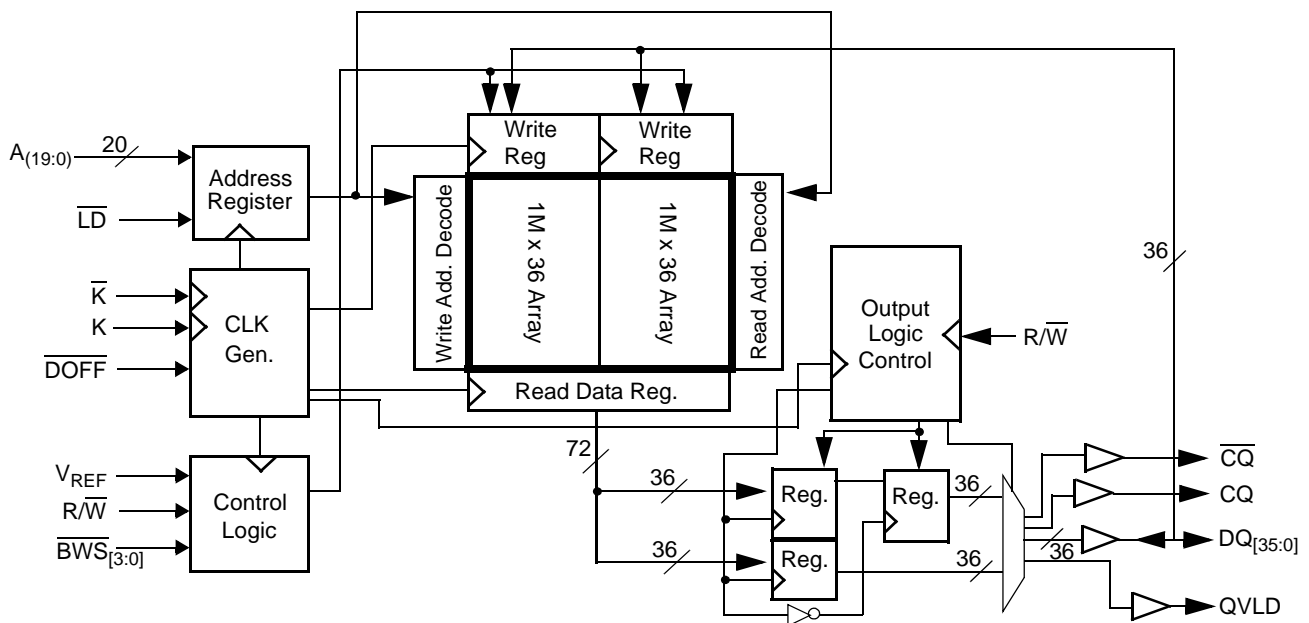 A(19:0)
20
LD
Address
Register
K
K
DOFF
CLK
Gen.
VREF
R/W
BWS[3:0]
Control
Logic
Write
Reg
Write
Reg
Write Add. Decode
1M x 36 Array
1M x 36 Array
Read Add. Decode
Read Data Reg.
72
36
36
Reg.
Reg.
Reg.
36
36
Output
Logic
Control
R/W
36
36
CQ
CQ
DQ[35:0]
QVLD